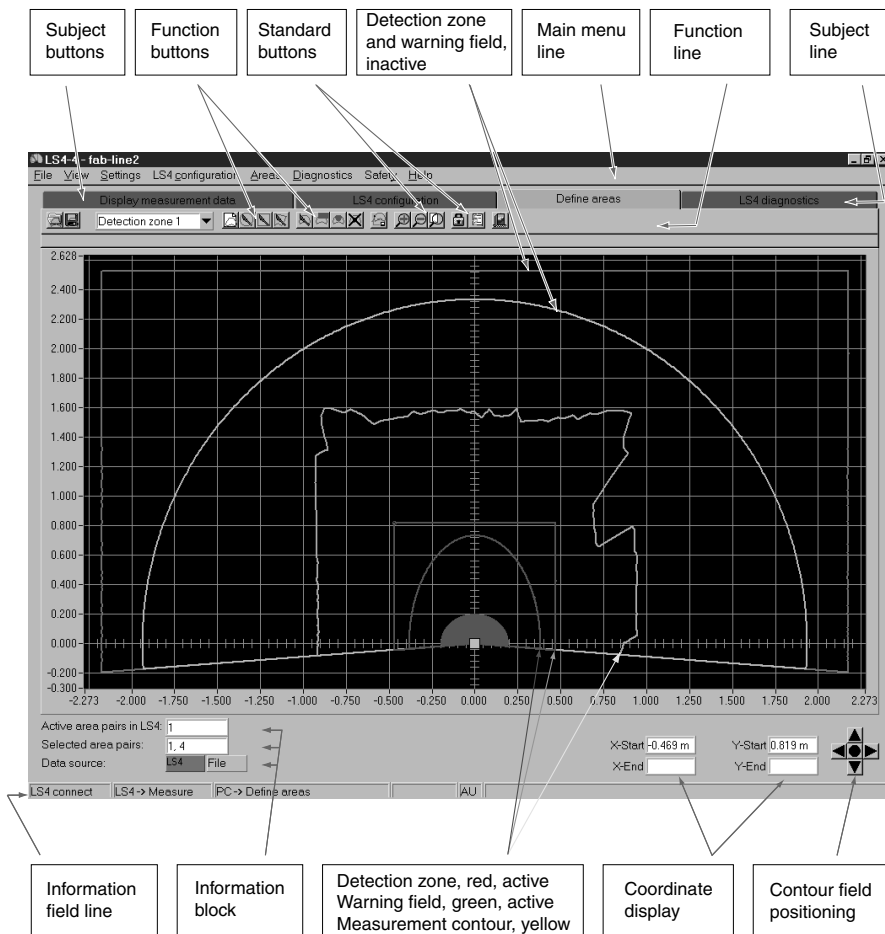 Subject
buttons
Function
buttons
Standard
buttons
Detection zone
and warning field,
inactive
Main menu
line
Function
line
Subject
line
LS4-4 - fab-line2
File View Settings LS4 configuration Areas Diagnostics Safety Help
Display measurement data LS4 configuration Define areas LS4 diagnostics
Detection zone 1
2.628
2.400
2.200
2.000
1.800
1.600
1.400
1.200
1.000
0.800
0.600
0.400
0.200
0.000
-0.200
-0.300
-2.273 -2.000 -1.750 -1.500 -1.250 -1.000 -0.750 -0.500 -0.250 0.000 0.250 0.500 0.750 1.000 1.250 1.500 1.750 2.000 2.273
Active area pairs in LS4: 1
Selected area pairs: 1, 4
Data source: LS4 File
X-Start -0.469 m Y-Start 0.819 m
X-End Y-End
LS4 connect LS4-> Measure PC-> Define areas AU
Information
field line
Information
block
Detection zone, red, active
Warning field, green, active
Measurement contour, yellow
Coordinate
display
Contour field
positioning